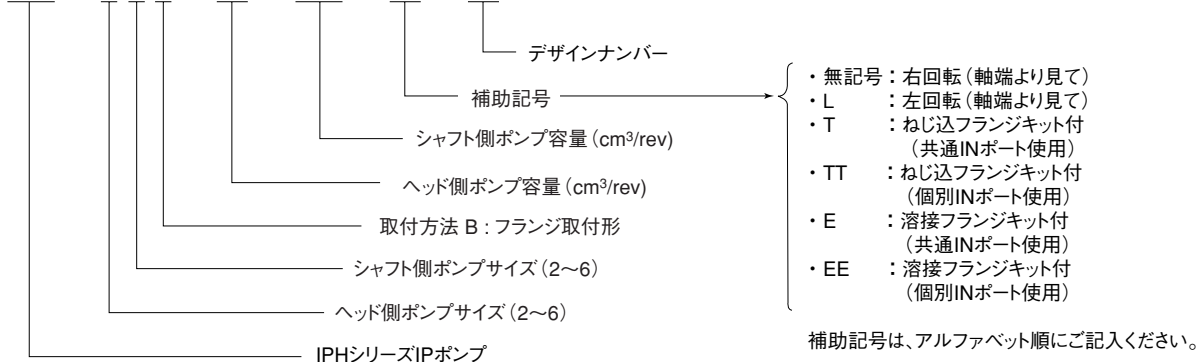 デザインナンバー
補助記号
シャフト側ポンプ容量（cm³/rev)
ヘッド側ポンプ容量（cm³/rev)
取付方法 B : フランジ取付形
シャフト側ポンプサイズ（2〜6）
ヘッド側ポンプサイズ（2〜6）
IPHシリーズIPポンプ
・無記号：右回転（軸端より見て）
・L ：左回転（軸端より見て）
・T ：ねじ込フランジキット付
（共通INポート使用）
・TT ：ねじ込フランジキット付
（個別INポート使用）
・E ：溶接フランジキット付
（共通INポート使用）
・EE ：溶接フランジキット付
（個別INポート使用）
補助記号は、アルファベット順にご記入ください。